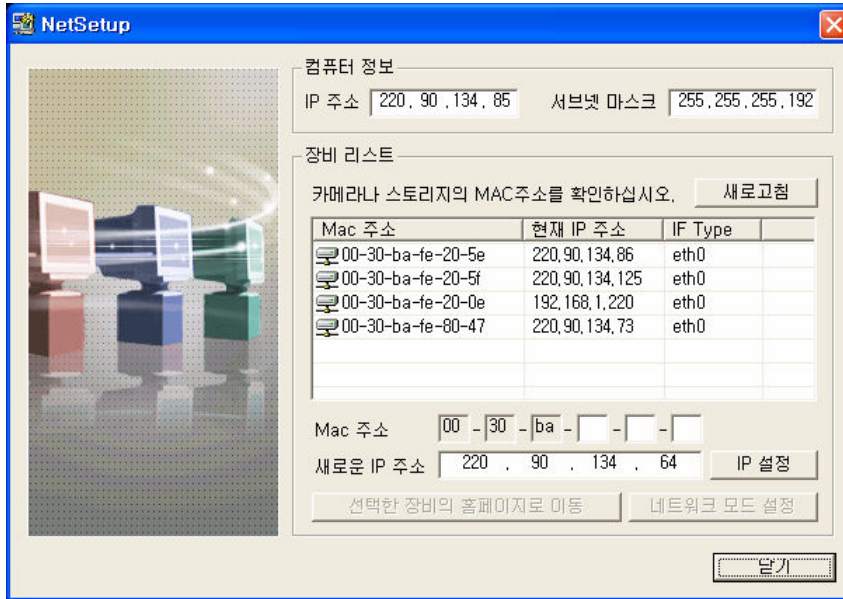 NetSetup
컴퓨터 정보
IP 주소 220 . 90 . 134 . 85 서브넷 마스크 255 . 255 . 255 . 192
장비 리스트
카메라나 스토리지의 MAC주소를 확인하십시오. 새로고침
Mac 주소 현재 IP 주소 IF Type
00-30-ba-fe-20-5e 220,90,134,86 eth0
00-30-ba-fe-20-5f 220,90,134,125 eth0
00-30-ba-fe-20-0e 192,168,1,220 eth0
00-30-ba-fe-80-47 220,90,134,73 eth0
Mac 주소 00 - 30 - ba - - -
새로운 IP 주소 220 . 90 . 134 . 64 IP 설정
선택한 장비의 홈페이지로 이동 네트워크 모드 설정
닫기